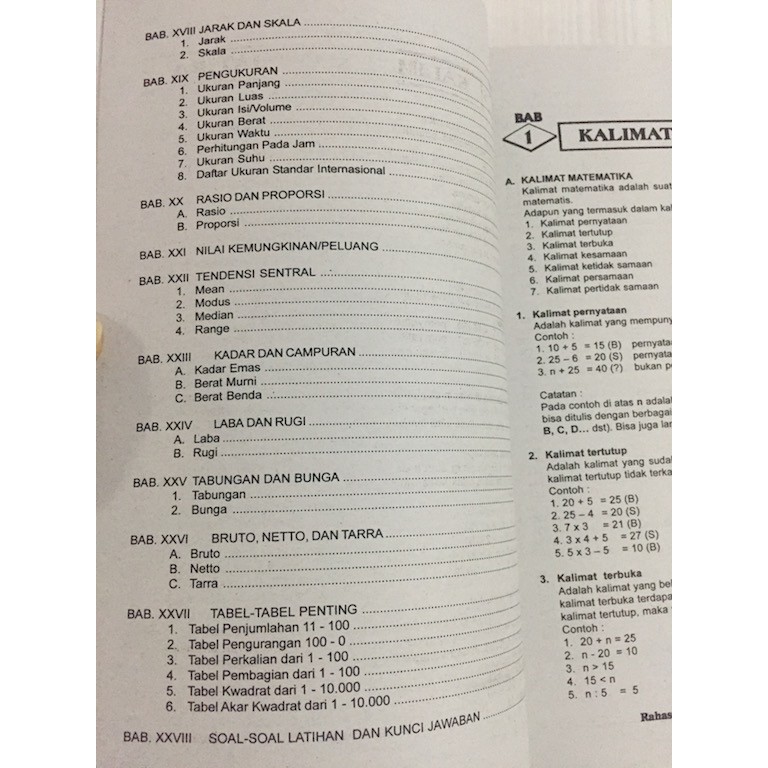 BAB. XVIII JARAK DAN SKALA
1. Jarak
2. Skala
BAB. XIX PENGUKURAN
1. Ukuran Panjang
2. Ukuran Luas
3. Ukuran Isi/Volume
4. Ukuran Berat
5. Ukuran Waktu
6. Perhitungan Pada Jam
7. Ukuran Suhu
8. Daftar Ukuran Standar Internasional
BAB. XX RASIO DAN PROPORSI
A. Rasio
B. Proporsi
BAB. XXI NILAI KEMUNGKINAN/PELUANG
BAB. XXII TENDENSI SENTRAL
1. Mean
2. Modus
3. Median
4. Range
BAB. XXIII KADAR DAN CAMPURAN
A. Kadar Emas
B. Berat Murni
C. Berat Benda
BAB. XXIV LABA DAN RUGI
A. Laba
B. Rugi
BAB. XXV TABUNGAN DAN BUNGA
1. Tabungan
2. Bunga
BAB. XXVI BRUTO, NETTO, DAN TARRA
A. Bruto
B. Netto
C. Tarra
BAB. XXVII TABEL-TABEL PENTING
1. Tabel Penjumlahan 11 - 100
2. Tabel Pengurangan 100 - 0
3. Tabel Perkalian dari 1 - 100
4. Tabel Pembagian dari 1 - 100
5. Tabel Kwadrat dari 1 - 10.000
6. Tabel Akar Kwadrat dari 1 - 10.000
BAB. XXVIII SOAL-SOAL LATIHAN DAN KUNCI JAWABAN
BAB
1 KALIMAT
A. KALIMAT MATEMATIKA
Kalimat matematika adalah suat
matematis.
Adapun yang termasuk dalam kal
1. Kalimat pernyataan
2. Kalimat tertutup
3. Kalimat terbuka
4. Kalimat kesamaan
5. Kalimat ketidak samaan
6. Kalimat persamaan
7. Kalimat pertidak samaan
1. Kalimat pernyataan
Adalah kalimat yang mempuny
Contoh :
1. 10 + 5 = 15 (B) pernyata
2. 25 – 6 = 20 (S) pernyata
3. n + 25 = 40 (?) bukan p
Catatan :
Pada contoh di atas n adala
bisa ditulis dengan berbagai
B, C, D... dst). Bisa juga lan
2. Kalimat tertutup
Adalah kalimat yang suda
kalimat tertutup tidak terka
Contoh :
1. 20 + 5 = 25 (B)
2. 25 – 4 = 20 (S)
3. 7 x 3 = 21 (B)
4. 3 x 4 + 5 = 27 (S)
5. 5 x 3 – 5 = 10 (B)
3. Kalimat terbuka
Adalah kalimat yang be
kalimat terbuka terdapa
kalimat tertutup, maka
Contoh :
1. 20 + n = 25
2. n - 20 = 10
3. n > 15
4. 15 < n
5. n : 5 = 5
Rahas